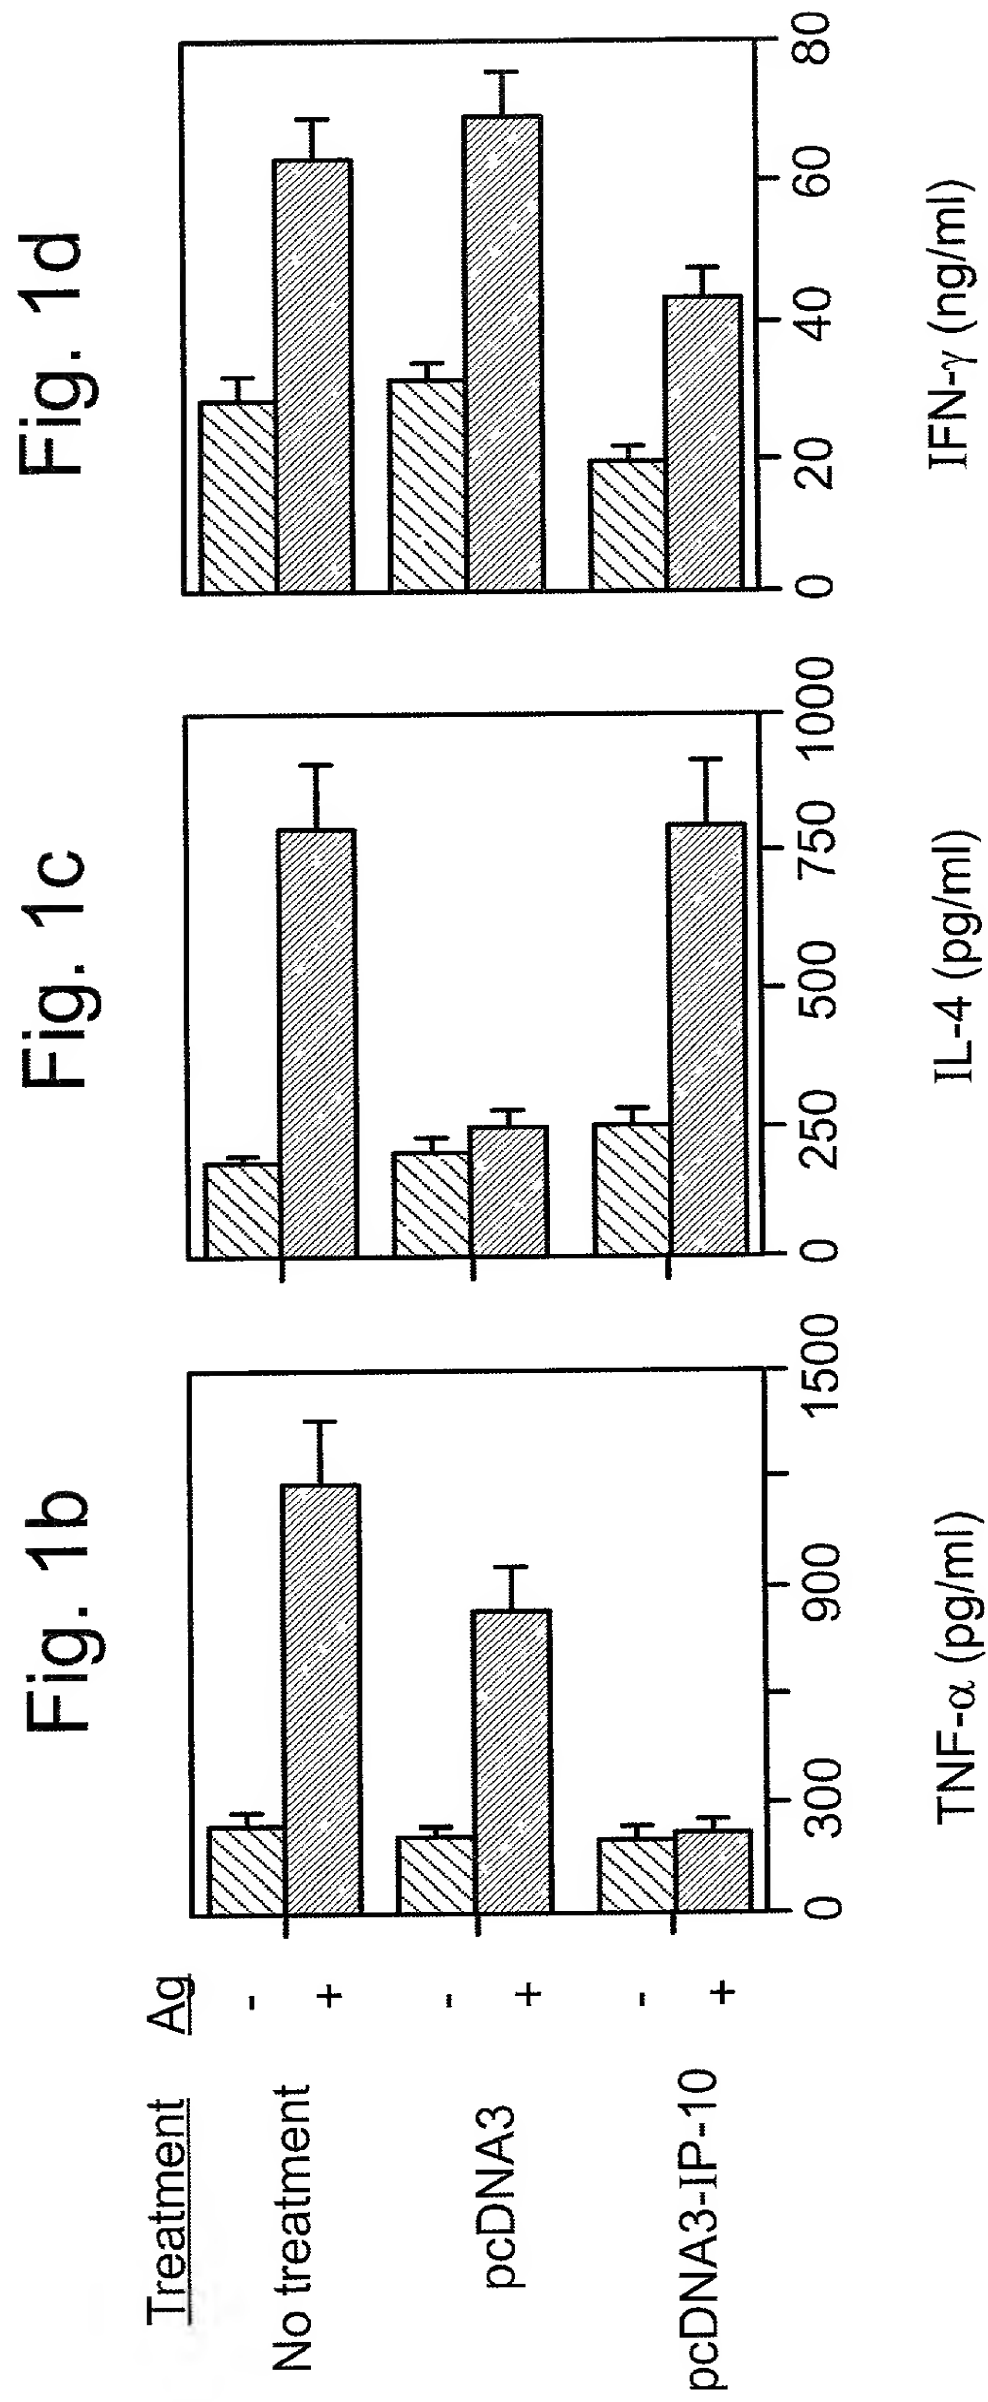 Fig. 1b
Fig. 1c
Fig. 1d
Treatment
Ag
No treatment
-
+
pcDNA3
-
+
pcDNA3-IP-10
-
+
0
300
900
1500
0
250
500
750
1000
0
20
40
60
80
TNF-α (pg/ml)
IL-4 (pg/ml)
IFN-γ (ng/ml)